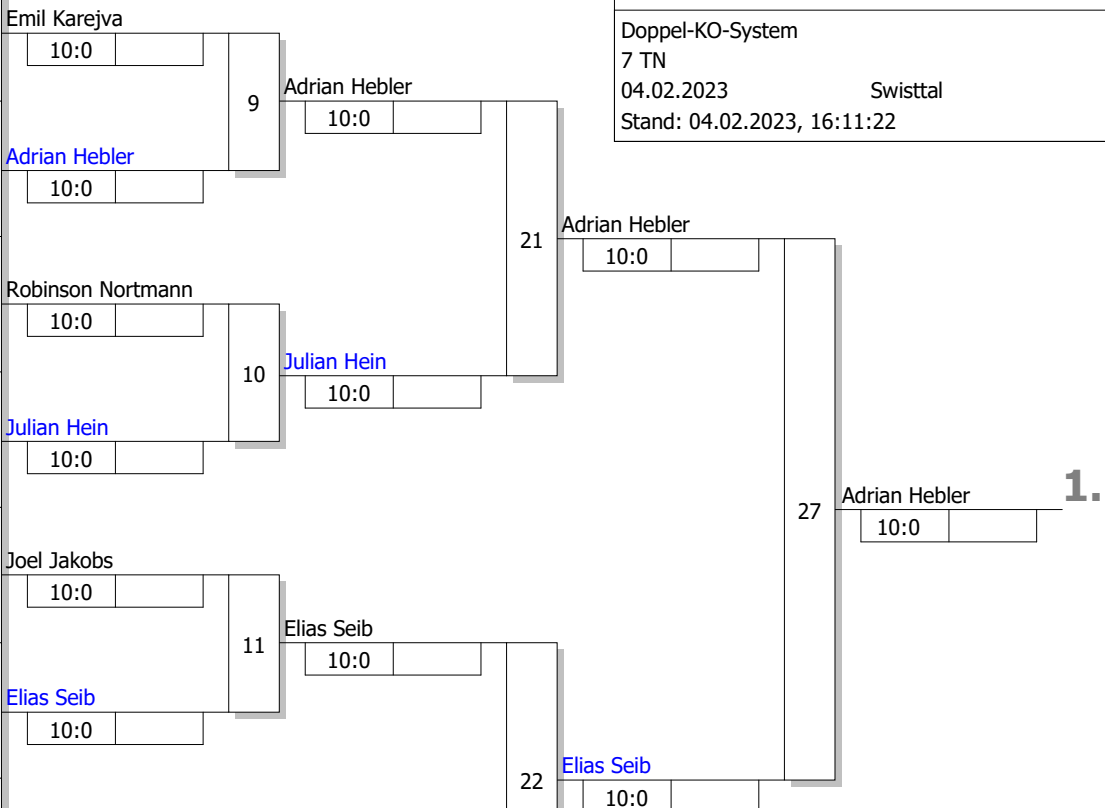 Emil Karejva
10:0
9
Adrian Hebler
10:0
Adrian Hebler
10:0
Robinson Nortmann
10:0
10
Julian Hein
10:0
Julian Hein
10:0
Joel Jakobs
10:0
11
Elias Seib
10:0
Elias Seib
10:0
21
Adrian Hebler
10:0
22
Elias Seib
10:0
27
Adrian Hebler
10:0
1.
Doppel-KO-System
7 TN
04.02.2023 Swisttal
Stand: 04.02.2023, 16:11:22